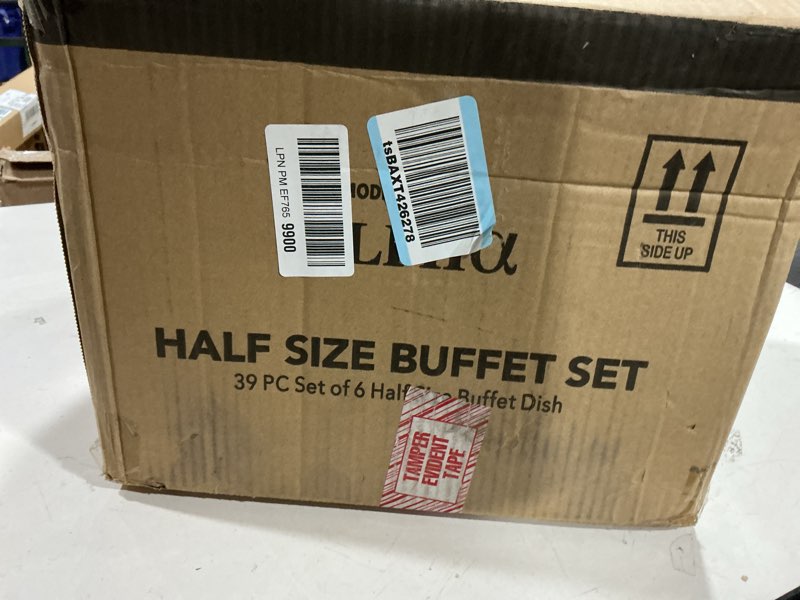 LPN PM EF765 9900
tsBAXT426278
THIS
SIDE UP
HALF SIZE BUFFET SET
39 PC Set of 6 Half Size Buffet Dish
TAMPER
EVIDENT
TAPE